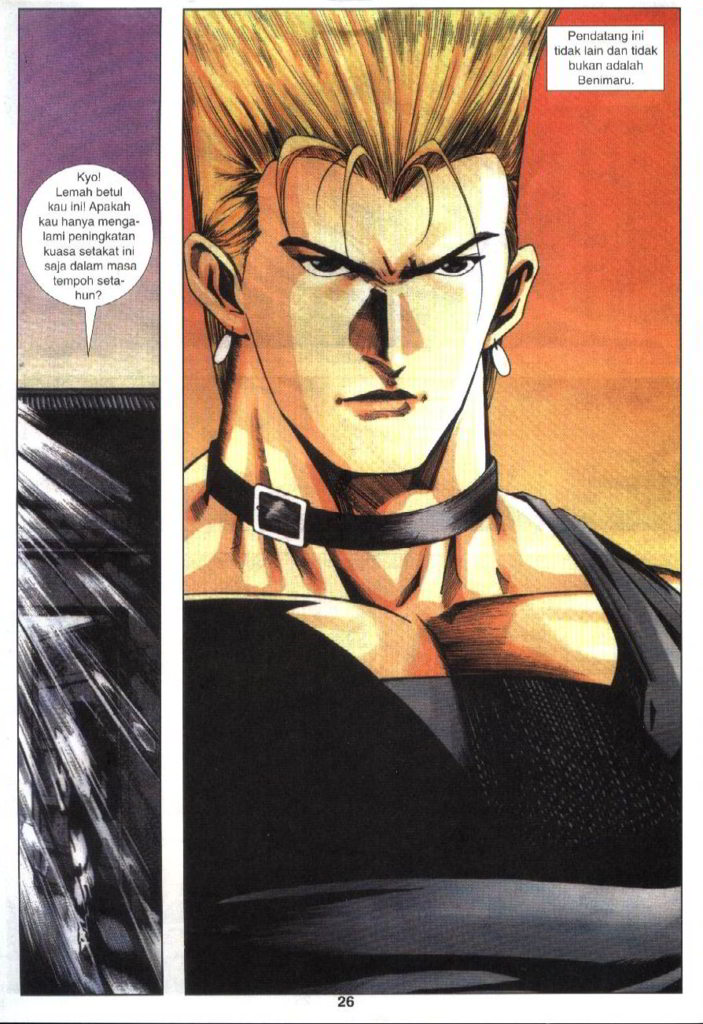 Kyo!
Lemah betul
kau ini! Apakah
kau hanya menga-
lami peningkatan
kuasa setakat ini
saja dalam masa
tempoh seta-
hun?
Pendatang ini
tidak lain dan tidak
bukan adalah
Benimaru.
26